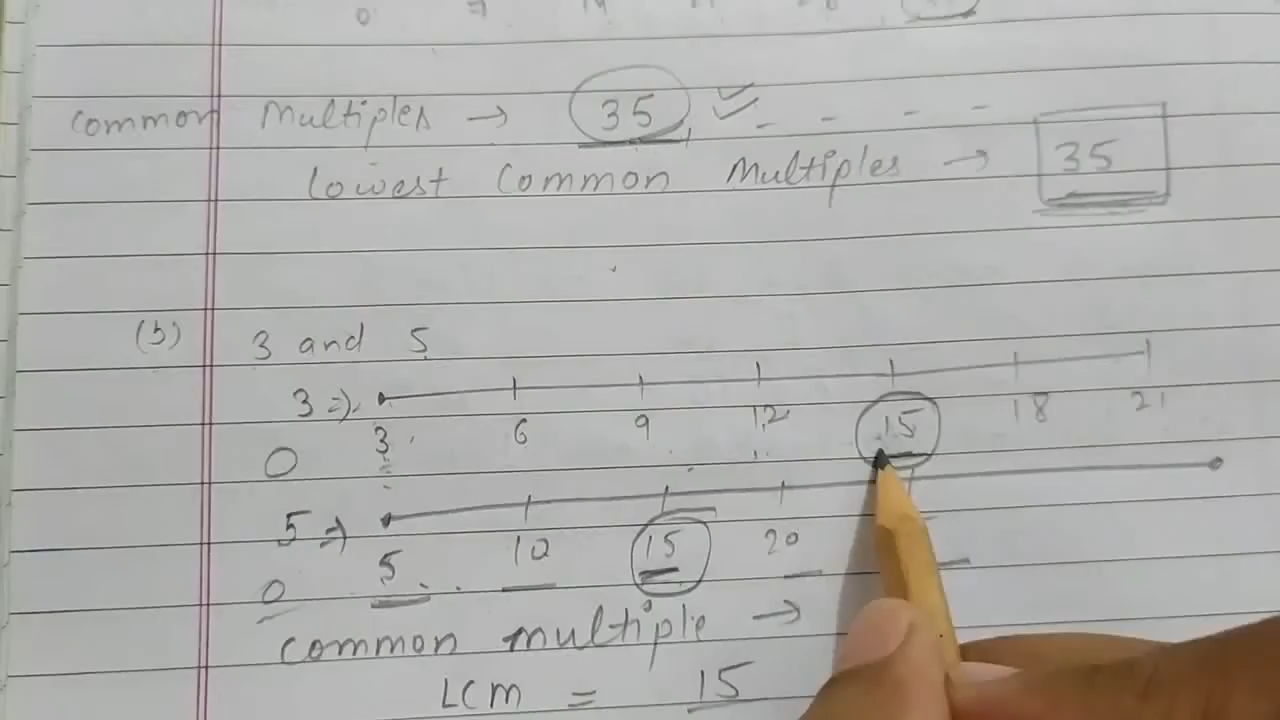 common Multiples → 35
lowest common Multiples → 35
(3) 3 and 5
3 ⇒
0 3 6 9 12 15 18 21
5 ⇒
0 5 10 15 20
common multiple →
LCM = 15